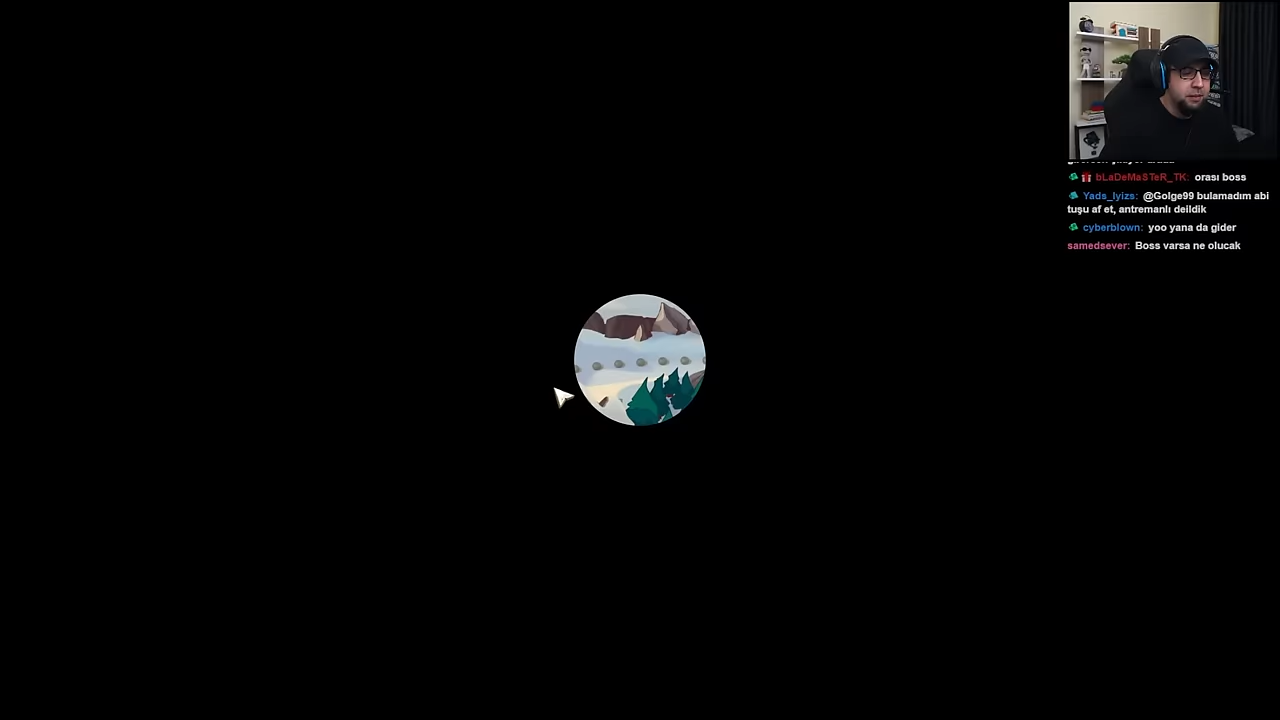 bLaDeMaSTeR_TK: orası boss
Yads_Iyizs: @Golge99 bulamadım abi
tuşu af et, antremanlı deildik
cyberblown: yoo yana da gider
samedsever: Boss varsa ne olucak